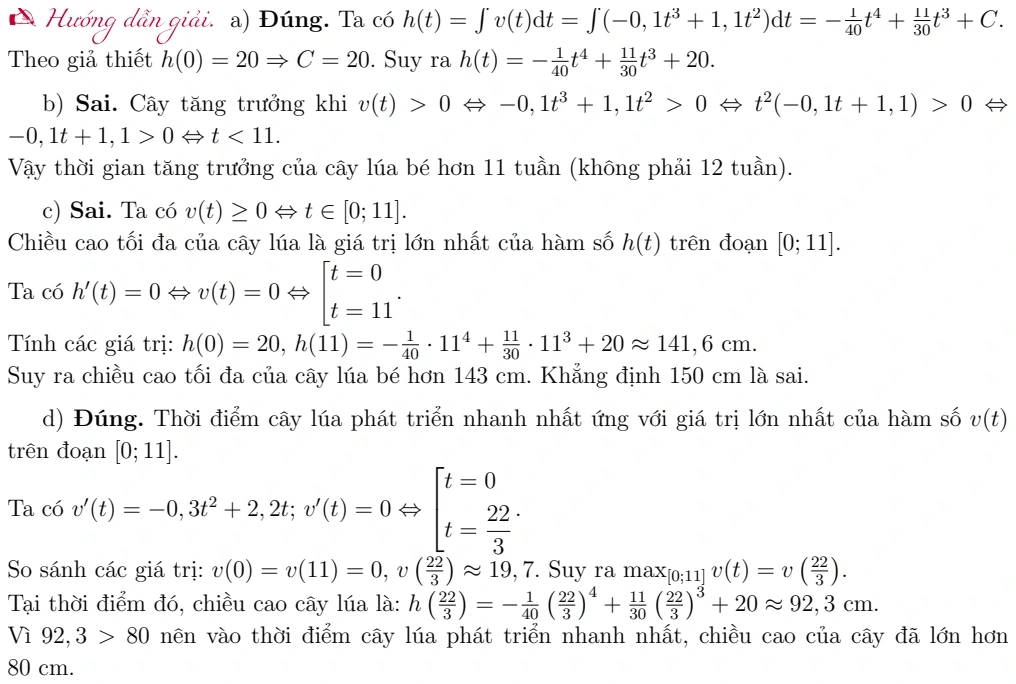 Hướng dẫn giải. a) Đúng. Ta có h(t) = ∫ v(t)dt = ∫(−0, 1t³ + 1, 1t²)dt = −1/40 t⁴ + 11/30 t³ + C.
Theo giả thiết h(0) = 20 ⇒ C = 20. Suy ra h(t) = −1/40 t⁴ + 11/30 t³ + 20.
b) Sai. Cây tăng trưởng khi v(t) > 0 ⇔ −0, 1t³ + 1, 1t² > 0 ⇔ t²(−0, 1t + 1, 1) > 0 ⇔
−0, 1t + 1, 1 > 0 ⇔ t < 11.
Vậy thời gian tăng trưởng của cây lúa bé hơn 11 tuần (không phải 12 tuần).
c) Sai. Ta có v(t) ≥ 0 ⇔ t ∈ [0; 11].
Chiều cao tối đa của cây lúa là giá trị lớn nhất của hàm số h(t) trên đoạn [0; 11].
Ta có h′(t) = 0 ⇔ v(t) = 0 ⇔ [t = 0
t = 11.
Tính các giá trị: h(0) = 20, h(11) = −1/40 · 11⁴ + 11/30 · 11³ + 20 ≈ 141, 6 cm.
Suy ra chiều cao tối đa của cây lúa bé hơn 143 cm. Khẳng định 150 cm là sai.
d) Đúng. Thời điểm cây lúa phát triển nhanh nhất ứng với giá trị lớn nhất của hàm số v(t)
trên đoạn [0; 11].
Ta có v′(t) = −0, 3t² + 2, 2t; v′(t) = 0 ⇔ [t = 0
t = 22/3.
So sánh các giá trị: v(0) = v(11) = 0, v(22/3) ≈ 19, 7. Suy ra max[0;11] v(t) = v(22/3).
Tại thời điểm đó, chiều cao cây lúa là: h(22/3) = −1/40 (22/3)⁴ + 11/30 (22/3)³ + 20 ≈ 92, 3 cm.
Vì 92, 3 > 80 nên vào thời điểm cây lúa phát triển nhanh nhất, chiều cao của cây đã lớn hơn
80 cm.